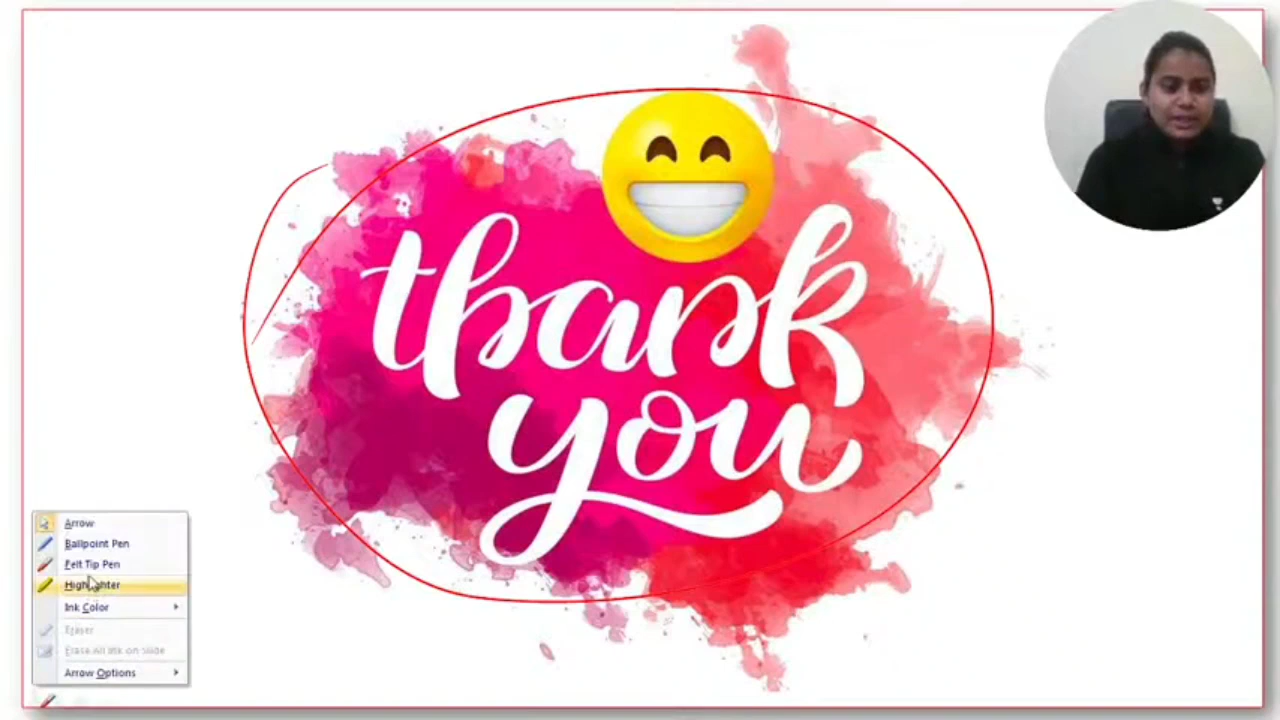 thank
you
Arrow
Ballpoint Pen
Felt Tip Pen
Highlighter
Ink Color
Eraser
Erase All Ink on Slide
Arrow Options